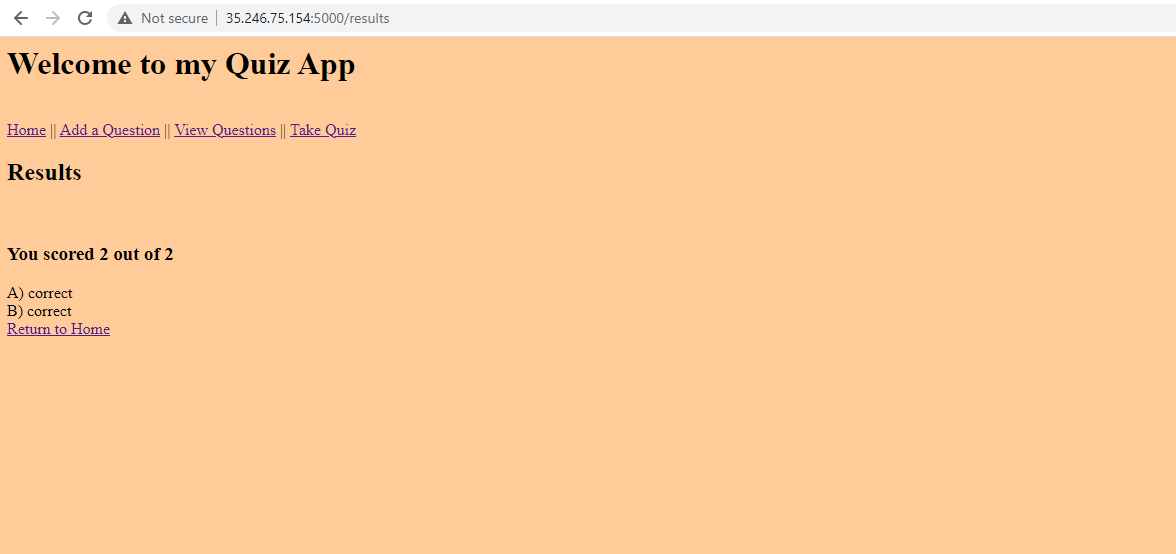 Not secure | 35.246.75.154:5000/results
Welcome to my Quiz App
Home || Add a Question || View Questions || Take Quiz
Results
You scored 2 out of 2
A) correct
B) correct
Return to Home